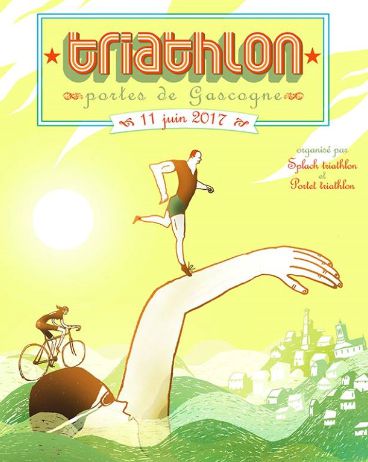 triathlon
portes de Gascogne
11 juin 2017
organisé par
Splach triathlon
et
Portet triathlon